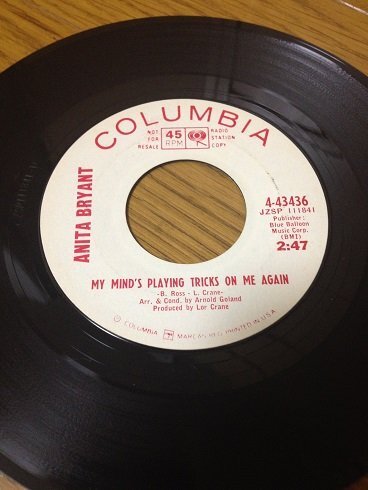 COLUMBIA
NOT FOR RESALE
45 RPM
RADIO STATION COPY
ANITA BRYANT
4-43436
JZSP 111841
Publisher:
Blue Balloon
Music Corp.
(BMI)
2:47
MY MIND'S PLAYING TRICKS ON ME AGAIN
-B. Ross - L. Crane-
Arr. & Cond. by Arnold Goland
Produced by Lor Crane
© COLUMBIA MARCAS REG. PRINTED IN U.S.A.